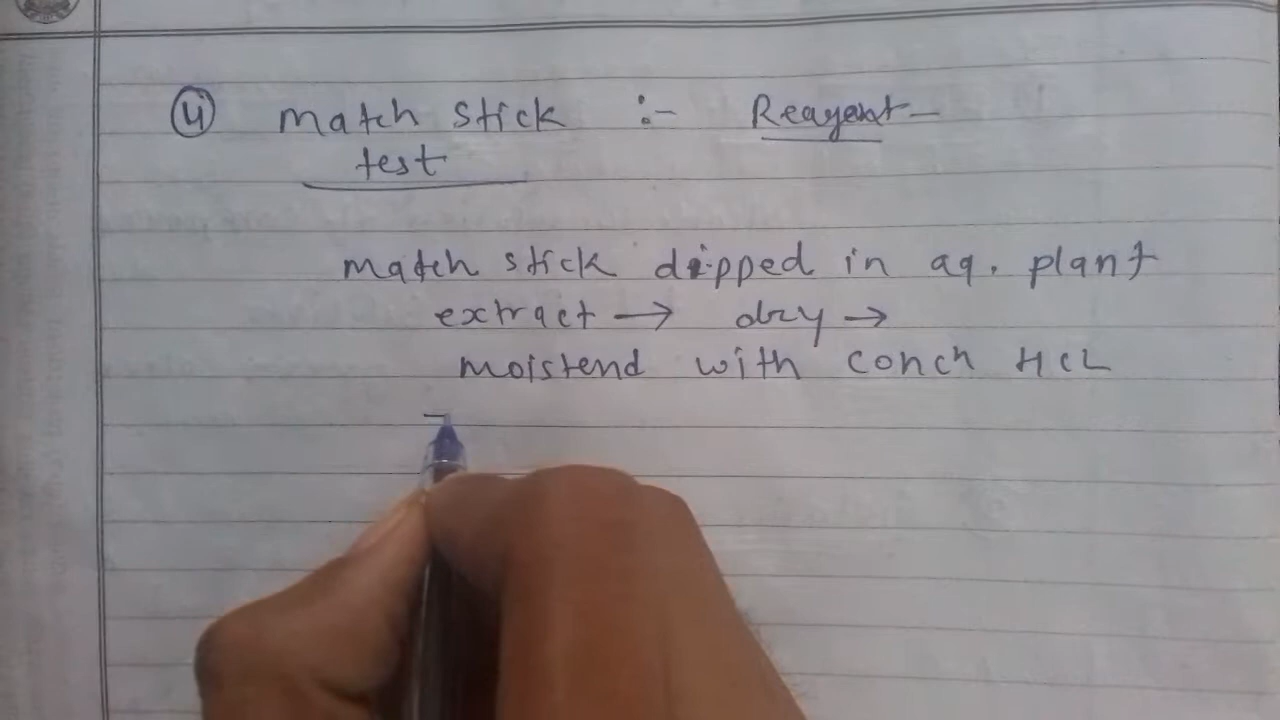 ④ match stick :- Reagent -
test
match stick dipped in aq. plant
extract → dry →
moistend with conch HCL